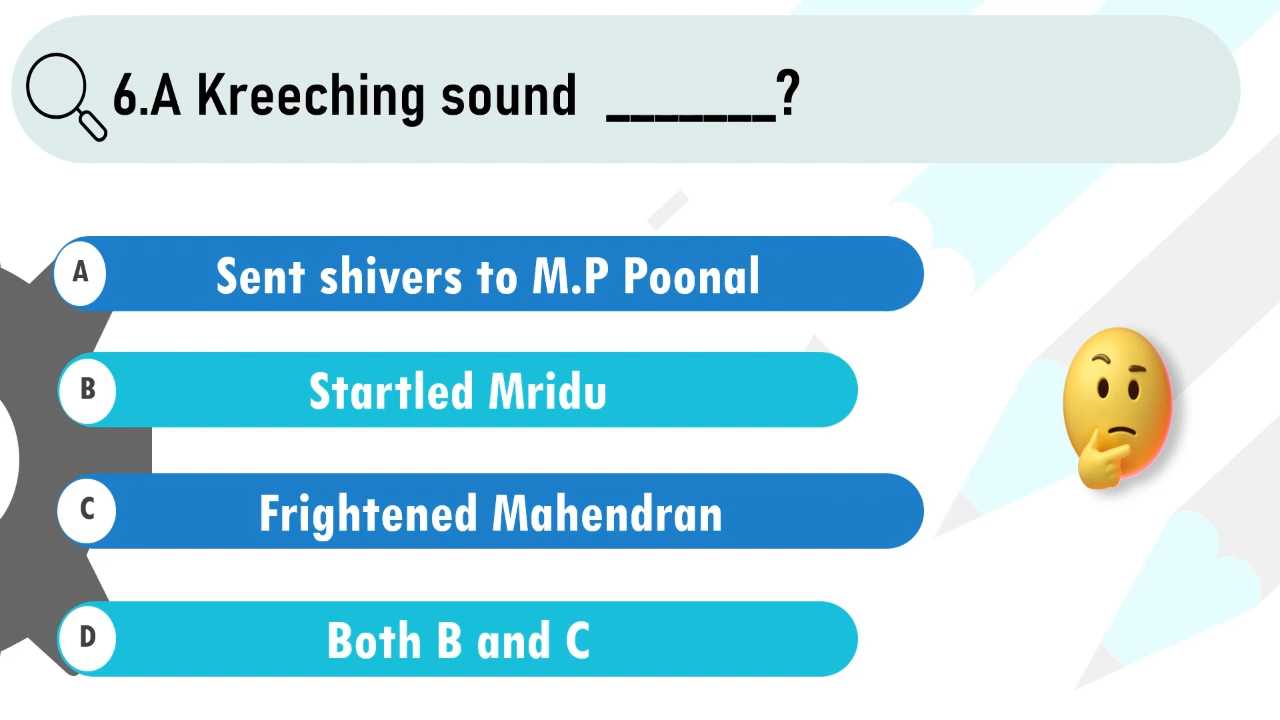 6.A Kreeching sound _______?
A Sent shivers to M.P Poonal
B Startled Mridu
C Frightened Mahendran
D Both B and C